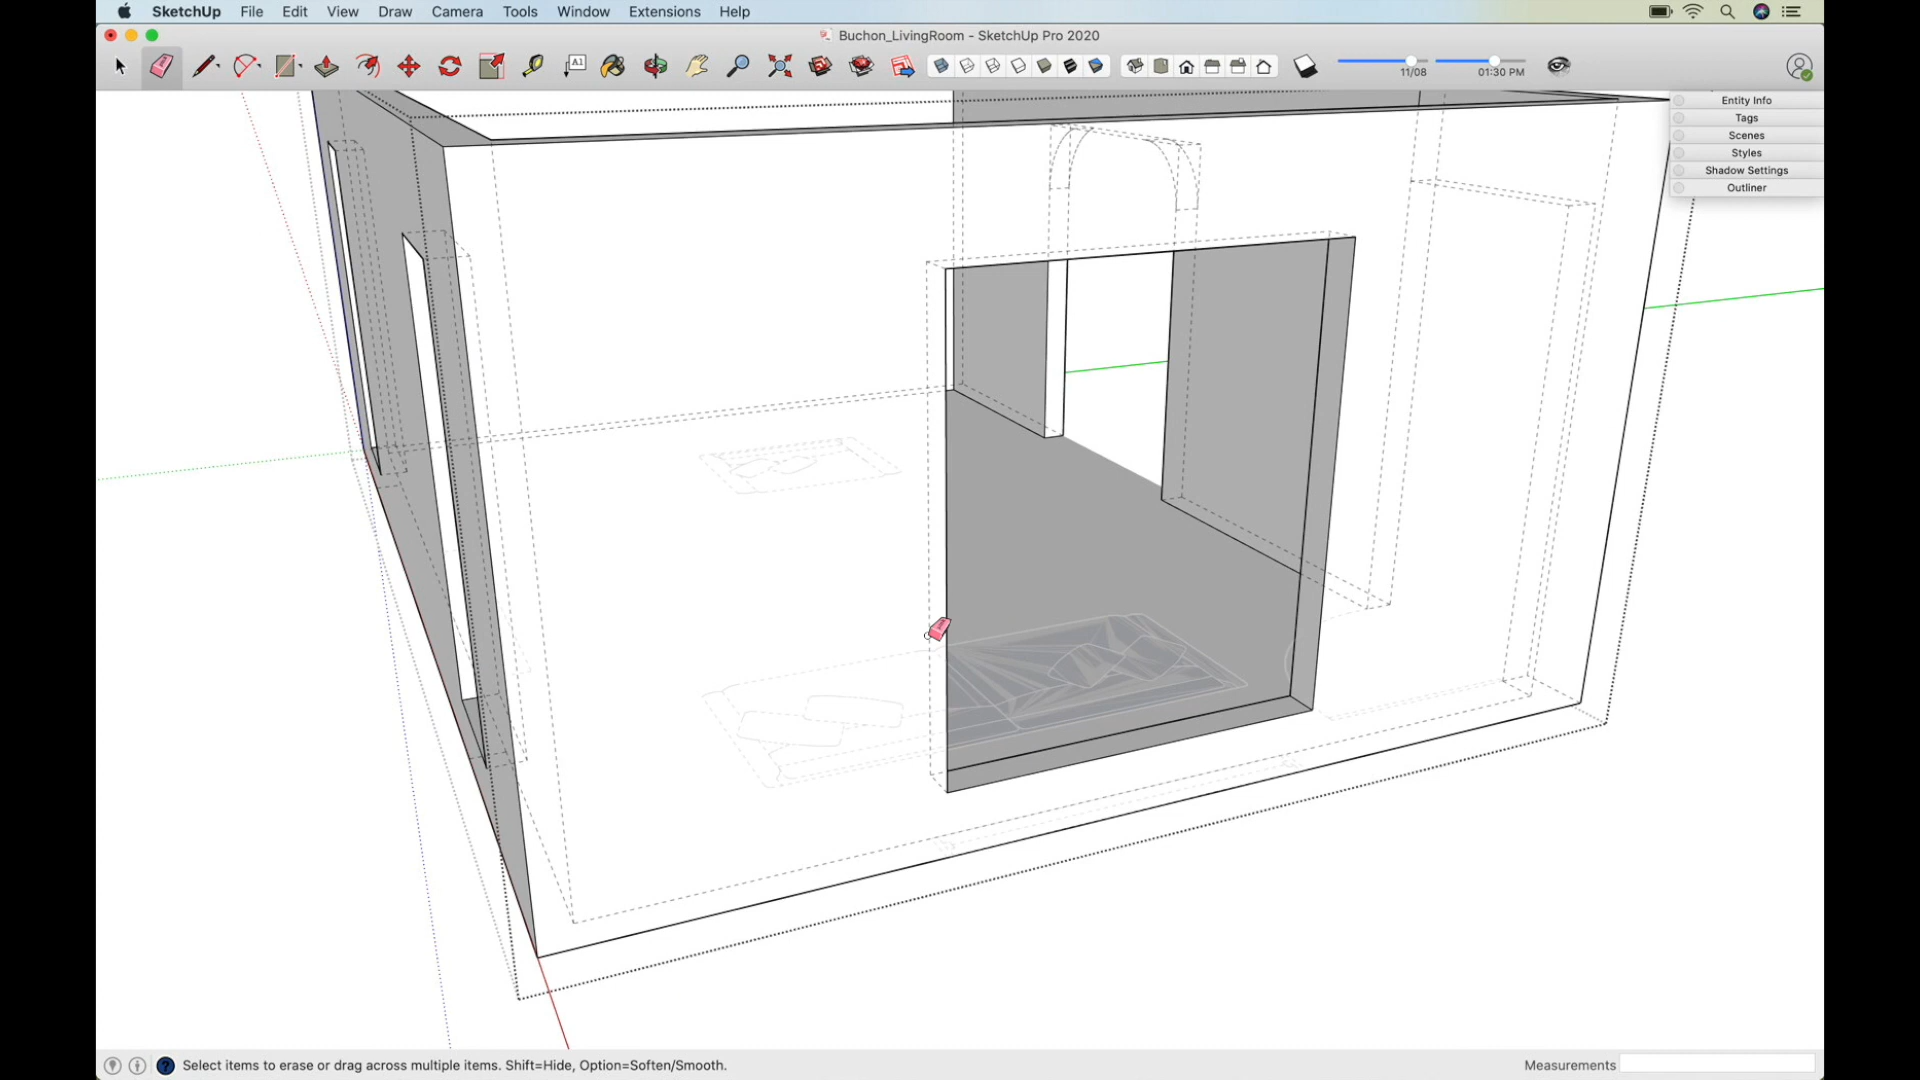 SketchUp File Edit View Draw Camera Tools Window Extensions Help
Buchon_LivingRoom - SketchUp Pro 2020
A1
11/08 01:30 PM
Entity Info
Tags
Scenes
Styles
Shadow Settings
Outliner
Select items to erase or drag across multiple items. Shift=Hide, Option=Soften/Smooth.
Measurements